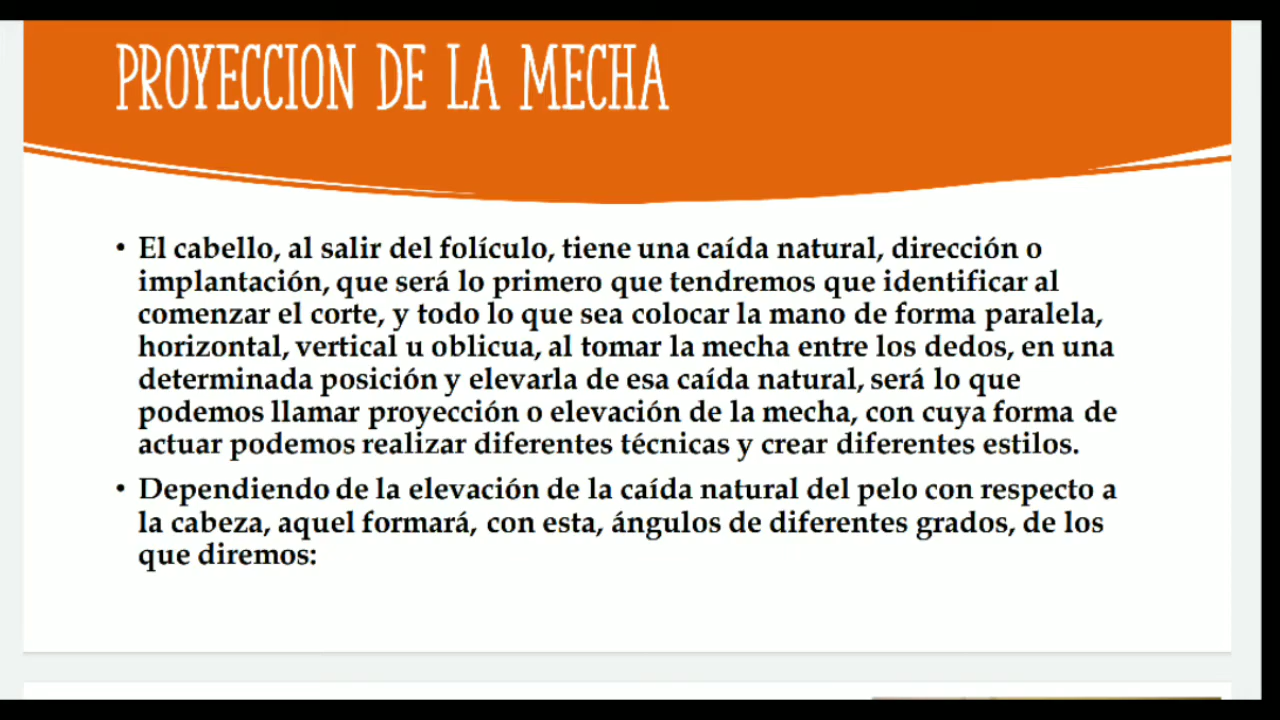 PROYECCION DE LA MECHA
• El cabello, al salir del folículo, tiene una caída natural, dirección o
implantación, que será lo primero que tendremos que identificar al
comenzar el corte, y todo lo que sea colocar la mano de forma paralela,
horizontal, vertical u oblicua, al tomar la mecha entre los dedos, en una
determinada posición y elevarla de esa caída natural, será lo que
podemos llamar proyección o elevación de la mecha, con cuya forma de
actuar podemos realizar diferentes técnicas y crear diferentes estilos.
• Dependiendo de la elevación de la caída natural del pelo con respecto a
la cabeza, aquel formará, con esta, ángulos de diferentes grados, de los
que diremos: